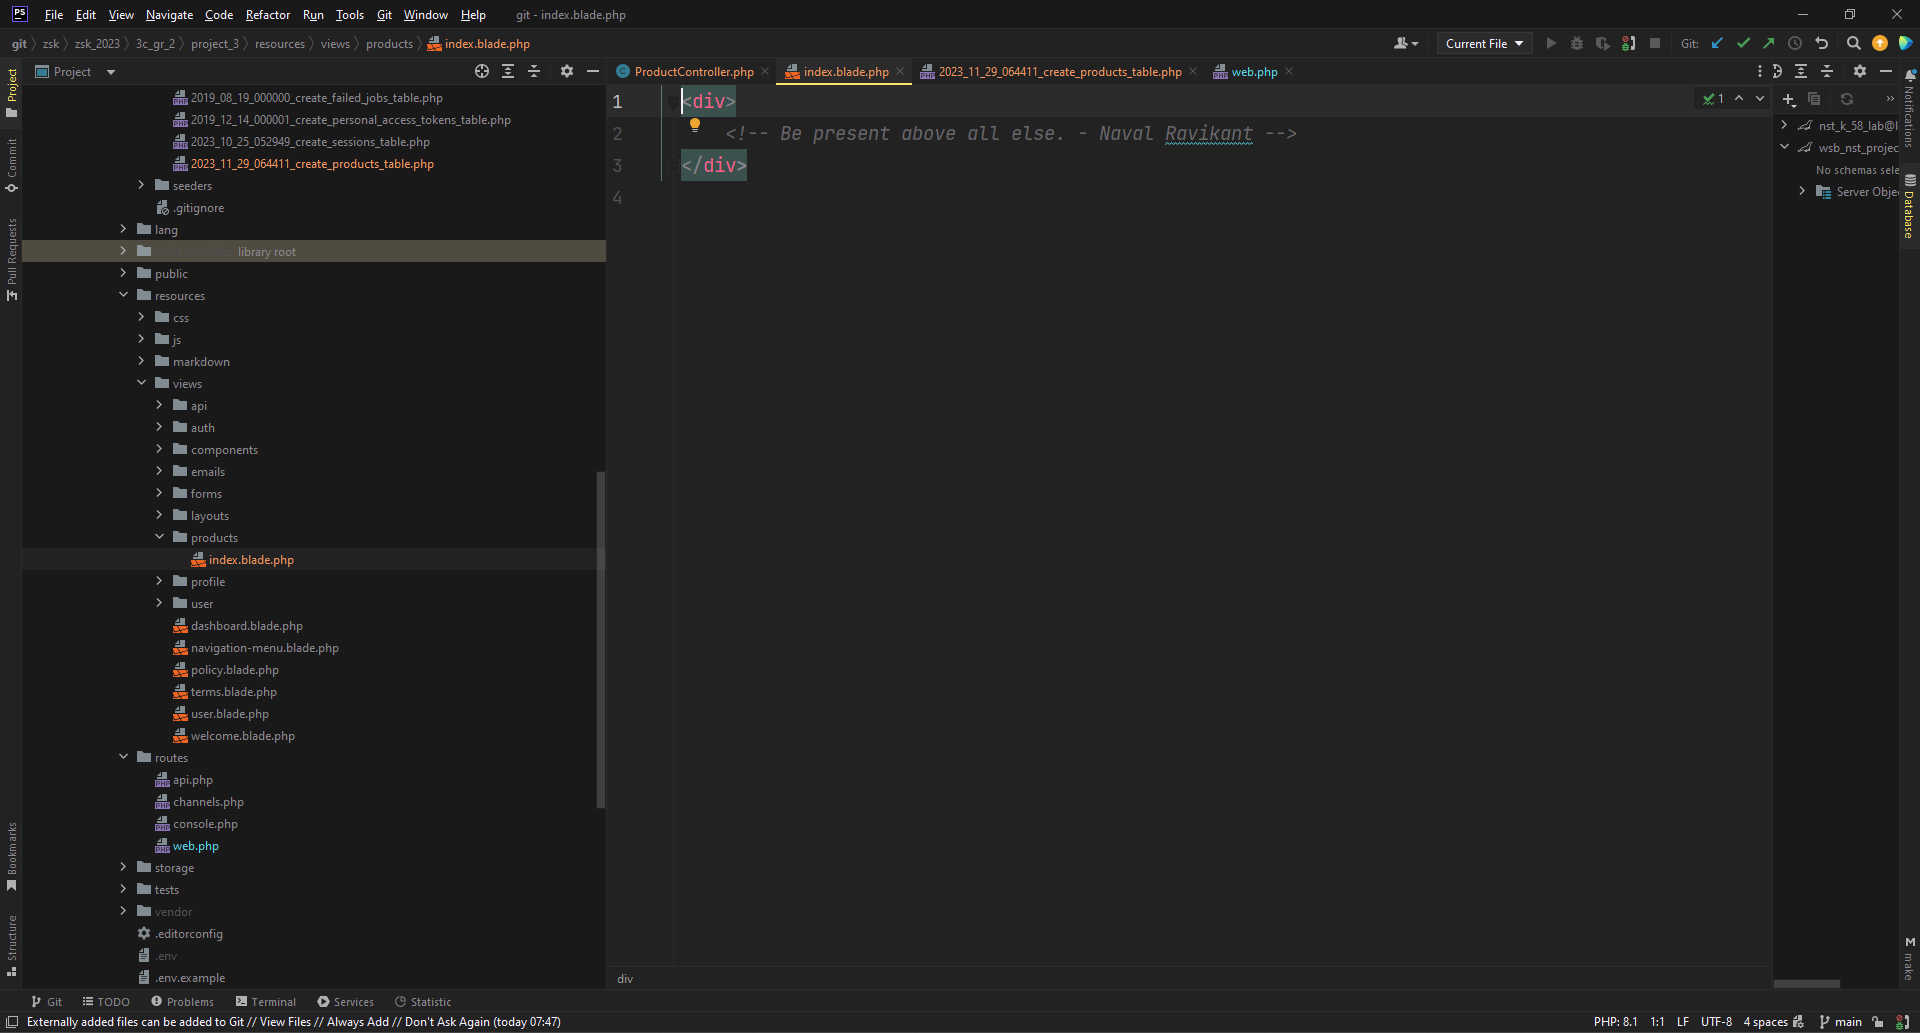 PS File Edit View Navigate Code Refactor Run Tools Git Window Help git - index.blade.php
git zsk zsk_2023 3c_gr_2 project_3 resources views products index.blade.php Current File Git:
Project
ProductController.php index.blade.php 2023_11_29_064411_create_products_table.php web.php
2019_08_19_000000_create_failed_jobs_table.php
2019_12_14_000001_create_personal_access_tokens_table.php
2023_10_25_052949_create_sessions_table.php
2023_11_29_064411_create_products_table.php
seeders
.gitignore
lang
library root
public
resources
css
js
markdown
views
api
auth
components
emails
forms
layouts
products
index.blade.php
profile
user
dashboard.blade.php
navigation-menu.blade.php
policy.blade.php
terms.blade.php
user.blade.php
welcome.blade.php
routes
api.php
channels.php
console.php
web.php
storage
tests
vendor
.editorconfig
.env
.env.example
1 <div>
2 <!-- Be present above all else. - Naval Ravikant -->
3 </div>
4
1
div
nst_k_58_lab@l
wsb_nst_projec
No schemas sele
Server Obje
Project
Commit
Pull Requests
Bookmarks
Structure
Notifications
Database
M make
Git TODO Problems Terminal Services Statistic
Externally added files can be added to Git // View Files // Always Add // Don't Ask Again (today 07:47)
PHP: 8.1 1:1 LF UTF-8 4 spaces main